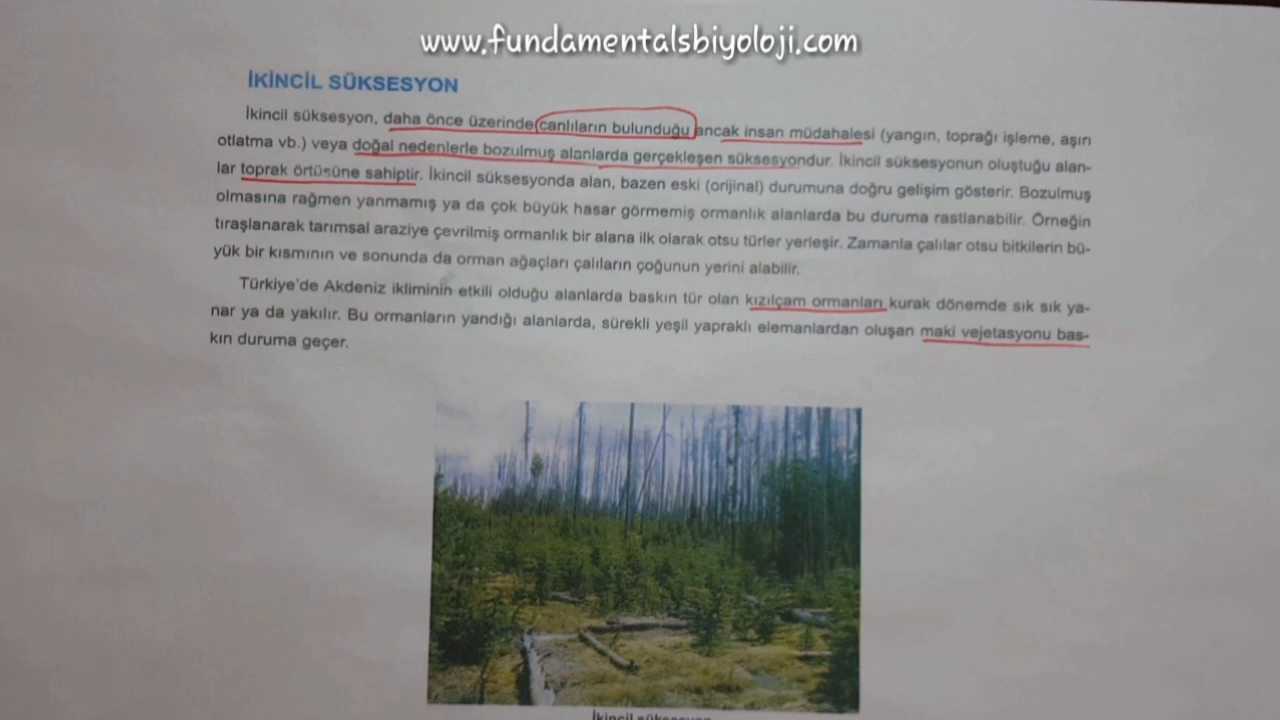 www.fundamentalsbiyoloji.com
İKİNCİL SÜKSESYON
İkincil süksesyon, daha önce üzerinde canlıların bulunduğu ancak insan müdahalesi (yangın, toprağı işleme, aşırı
otlatma vb.) veya doğal nedenlerle bozulmuş alanlarda gerçekleşen süksesyondur. İkincil süksesyonun oluştuğu alan-
lar toprak örtüsüne sahiptir. İkincil süksesyonda alan, bazen eski (orijinal) durumuna doğru gelişim gösterir. Bozulmuş
olmasına rağmen yanmamış ya da çok büyük hasar görmemiş ormanlık alanlarda bu duruma rastlanabilir. Örneğin
tıraşlanarak tarımsal araziye çevrilmiş ormanlık bir alana ilk olarak otsu türler yerleşir. Zamanla çalılar otsu bitkilerin bü-
yük bir kısmının ve sonunda da orman ağaçları çalıların çoğunun yerini alabilir.
Türkiye'de Akdeniz ikliminin etkili olduğu alanlarda baskın tür olan kızılçam ormanları kurak dönemde sık sık ya-
nar ya da yakılır. Bu ormanların yandığı alanlarda, sürekli yeşil yapraklı elemanlardan oluşan maki vejetasyonu bas-
kın duruma geçer.
İkincil süksesyon